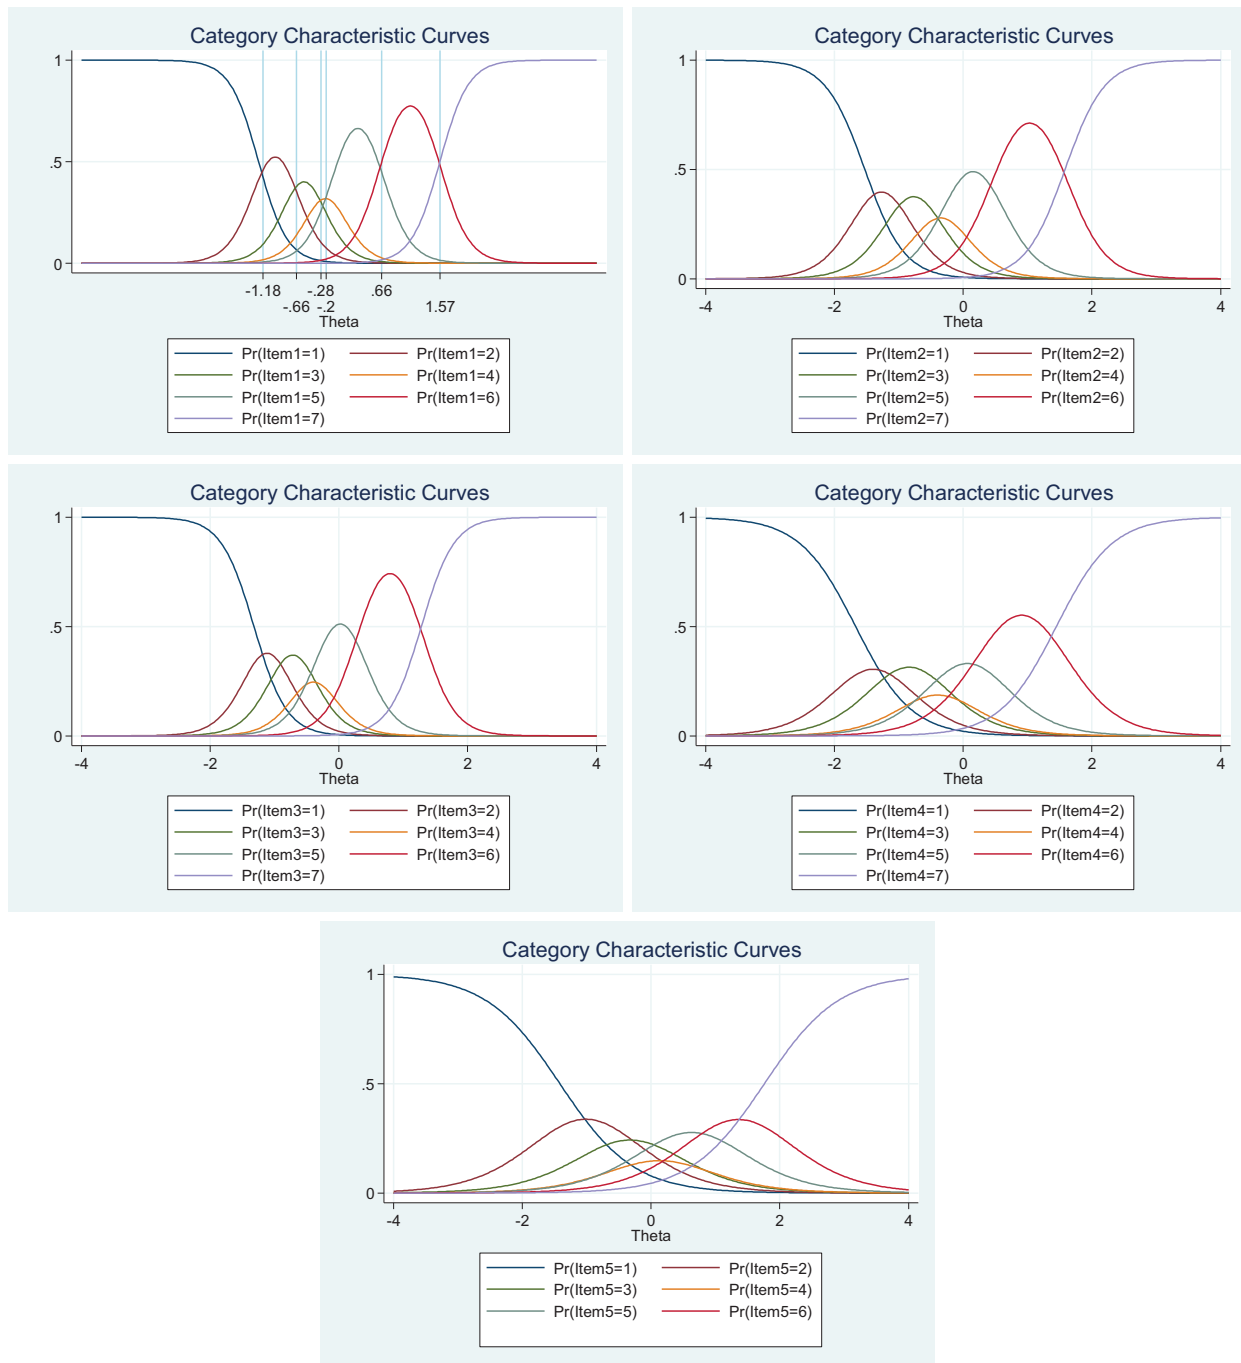 Category Characteristic Curves
1
.5
0
-1.18 -.28 .66
-.66 -.2 1.57
Theta
Pr(Item1=1) Pr(Item1=2)
Pr(Item1=3) Pr(Item1=4)
Pr(Item1=5) Pr(Item1=6)
Pr(Item1=7)
Category Characteristic Curves
1
.5
0
-4 -2 0 2 4
Theta
Pr(Item2=1) Pr(Item2=2)
Pr(Item2=3) Pr(Item2=4)
Pr(Item2=5) Pr(Item2=6)
Pr(Item2=7)
Category Characteristic Curves
1
.5
0
-4 -2 0 2 4
Theta
Pr(Item3=1) Pr(Item3=2)
Pr(Item3=3) Pr(Item3=4)
Pr(Item3=5) Pr(Item3=6)
Pr(Item3=7)
Category Characteristic Curves
1
.5
0
-4 -2 0 2 4
Theta
Pr(Item4=1) Pr(Item4=2)
Pr(Item4=3) Pr(Item4=4)
Pr(Item4=5) Pr(Item4=6)
Pr(Item4=7)
Category Characteristic Curves
1
.5
0
-4 -2 0 2 4
Theta
Pr(Item5=1) Pr(Item5=2)
Pr(Item5=3) Pr(Item5=4)
Pr(Item5=5) Pr(Item5=6)